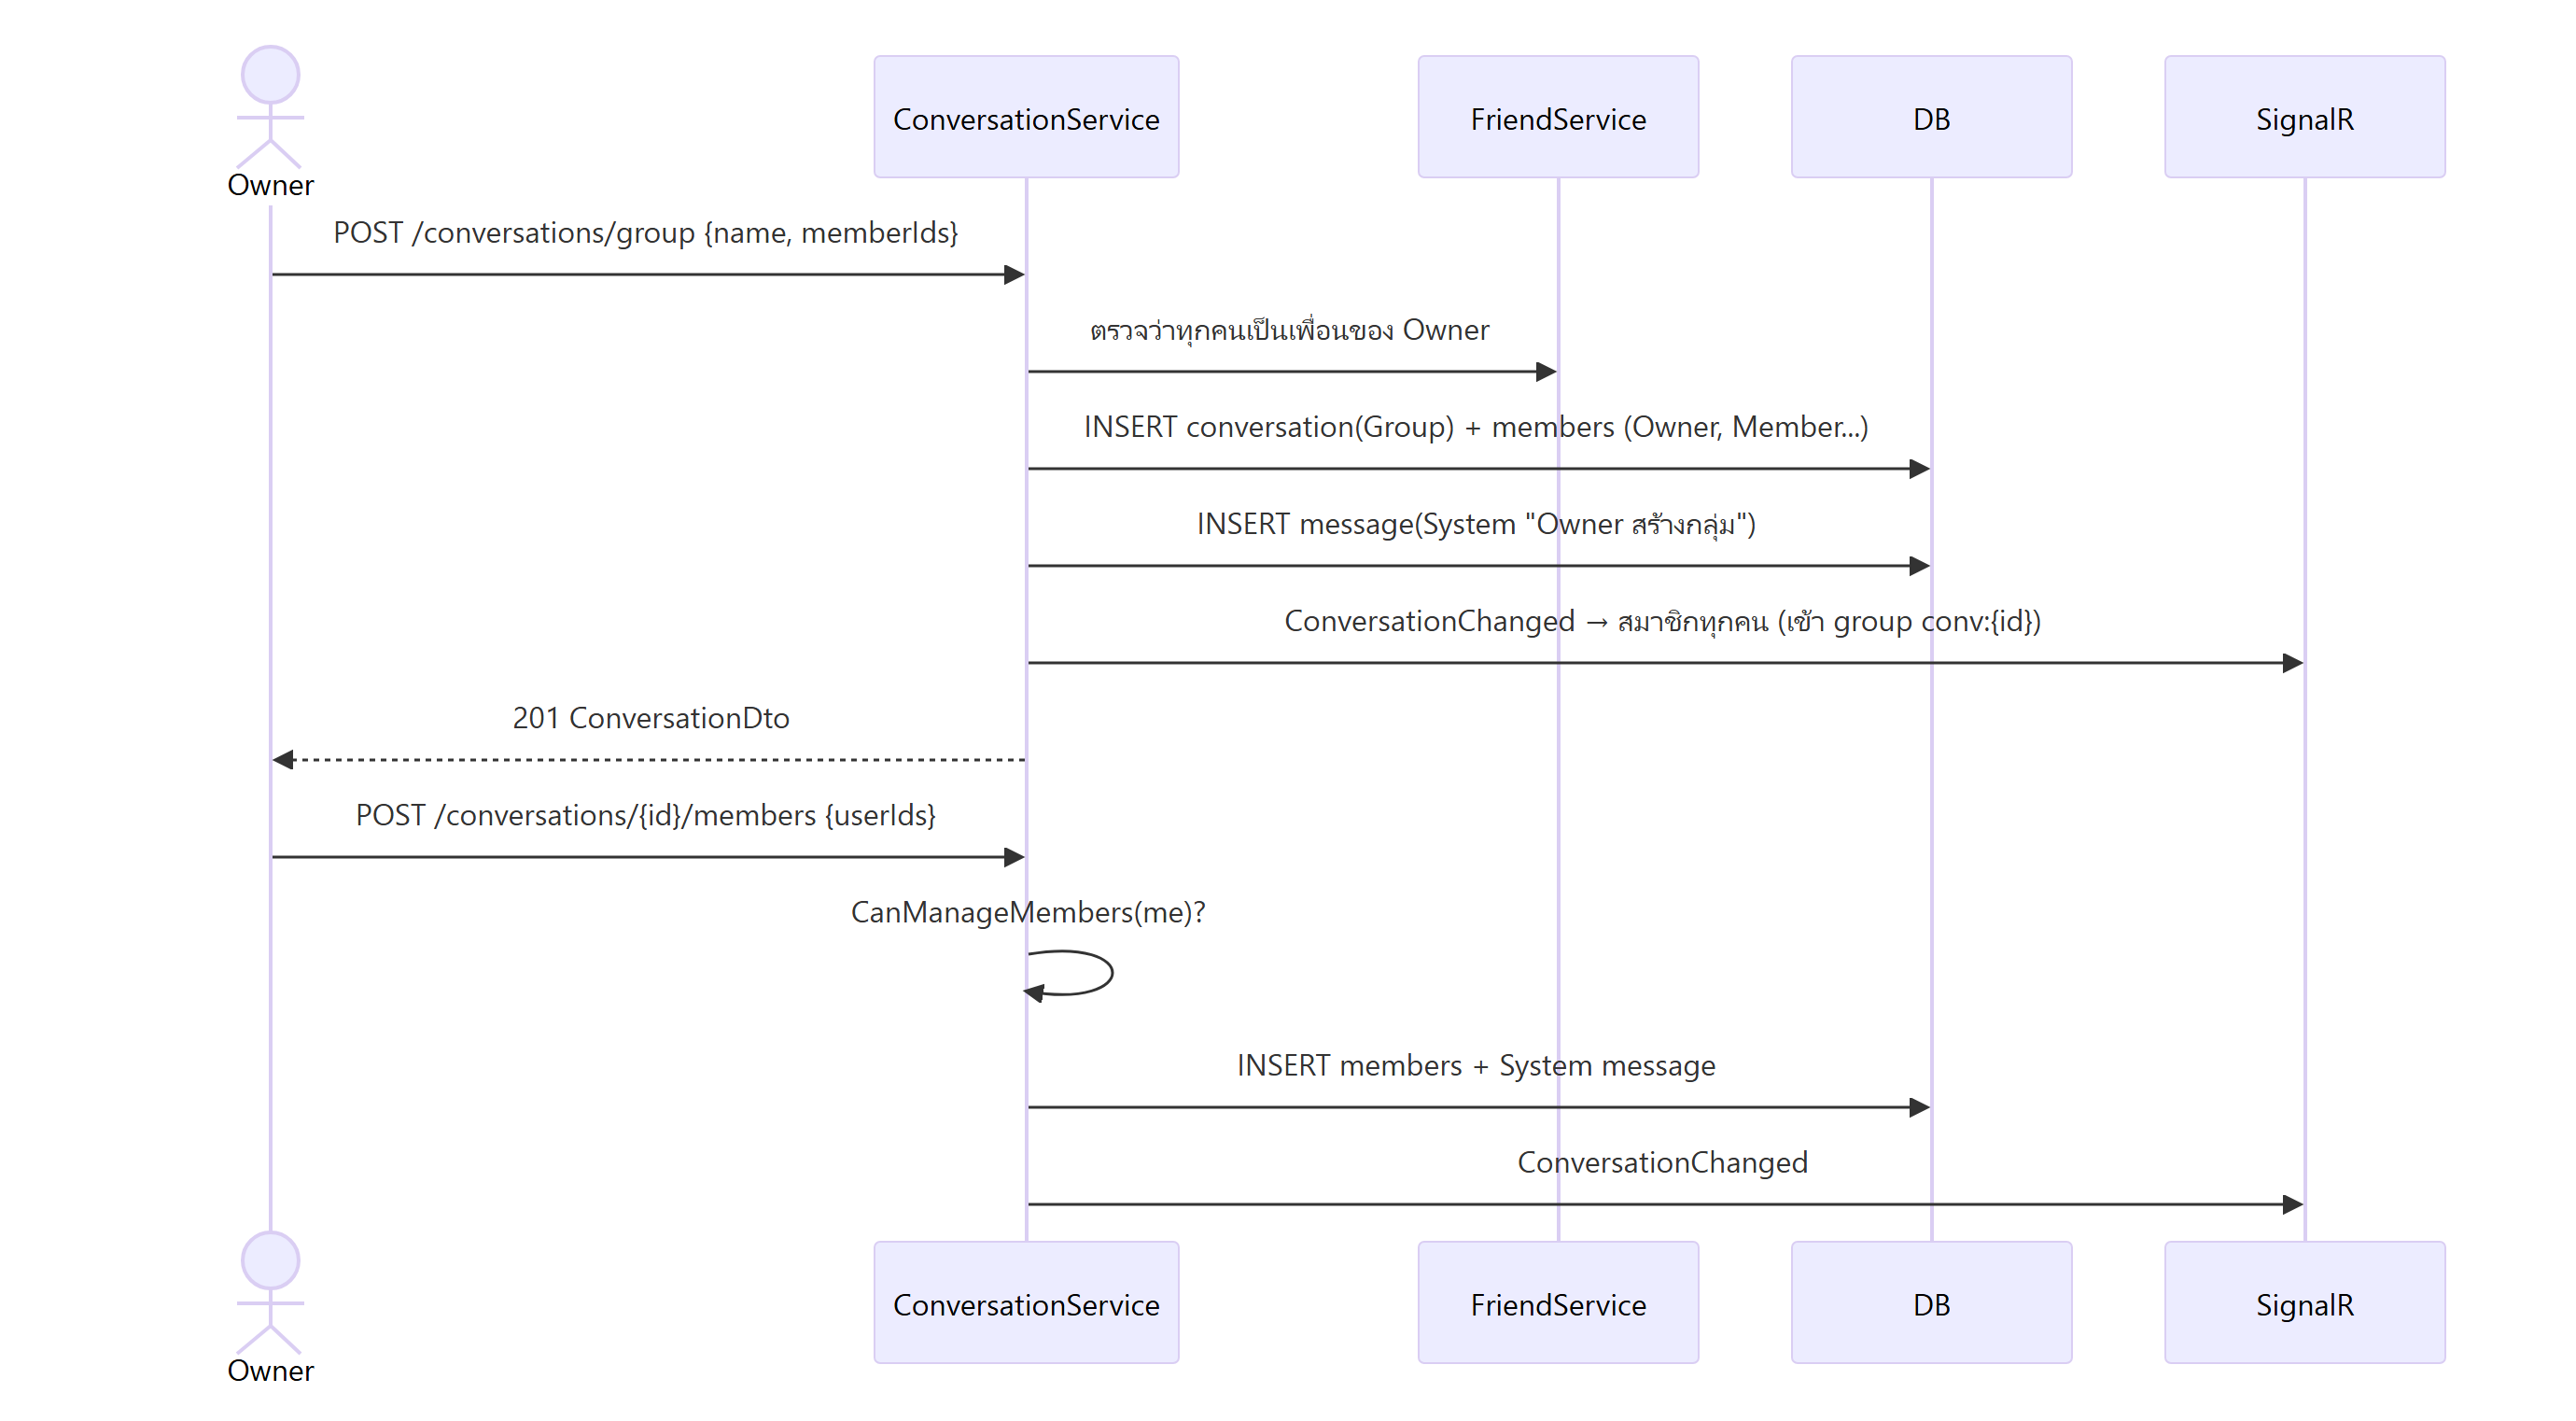 Owner
ConversationService
FriendService
DB
SignalR
POST /conversations/group {name, memberIds}
ตรวจว่าทุกคนเป็นเพื่อนของ Owner
INSERT conversation(Group) + members (Owner, Member...)
INSERT message(System "Owner สร้างกลุ่ม")
ConversationChanged → สมาชิกทุกคน (เข้า group conv:{id})
201 ConversationDto
POST /conversations/{id}/members {userIds}
CanManageMembers(me)?
INSERT members + System message
ConversationChanged
Owner
ConversationService
FriendService
DB
SignalR